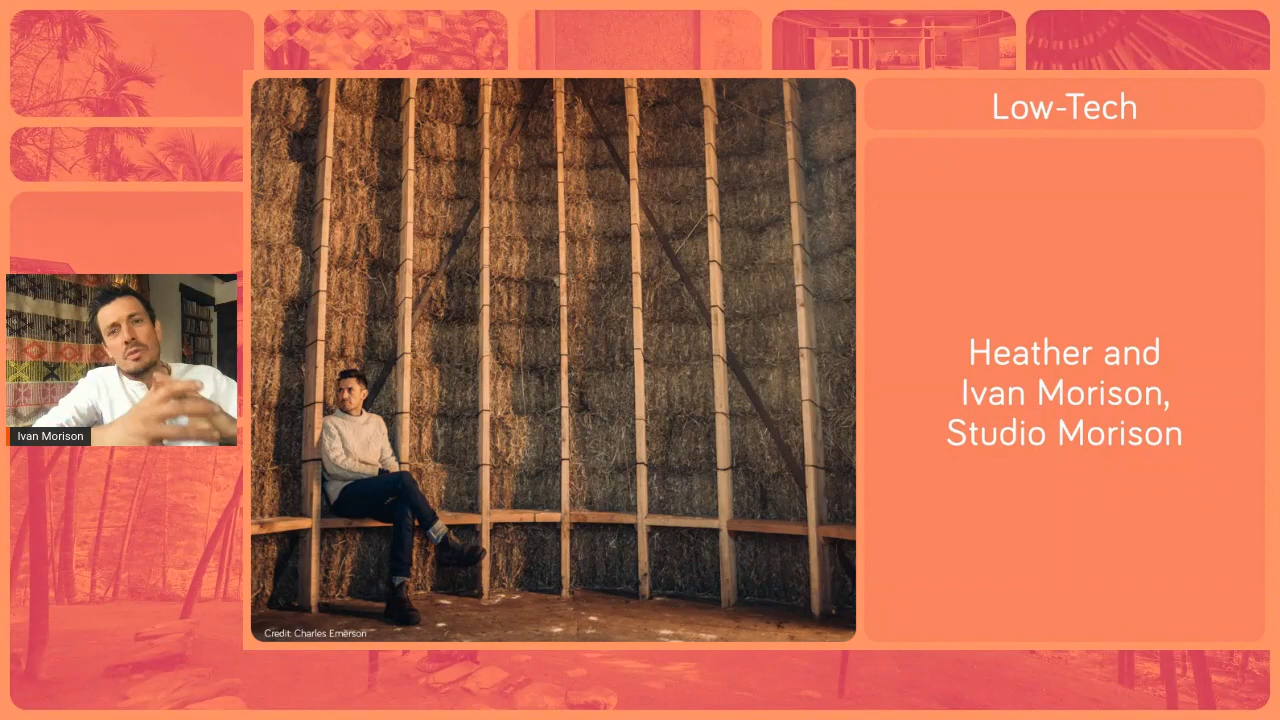 Low-Tech
Heather and
Ivan Morison,
Studio Morison
Ivan Morison
Credit: Charles Emerson